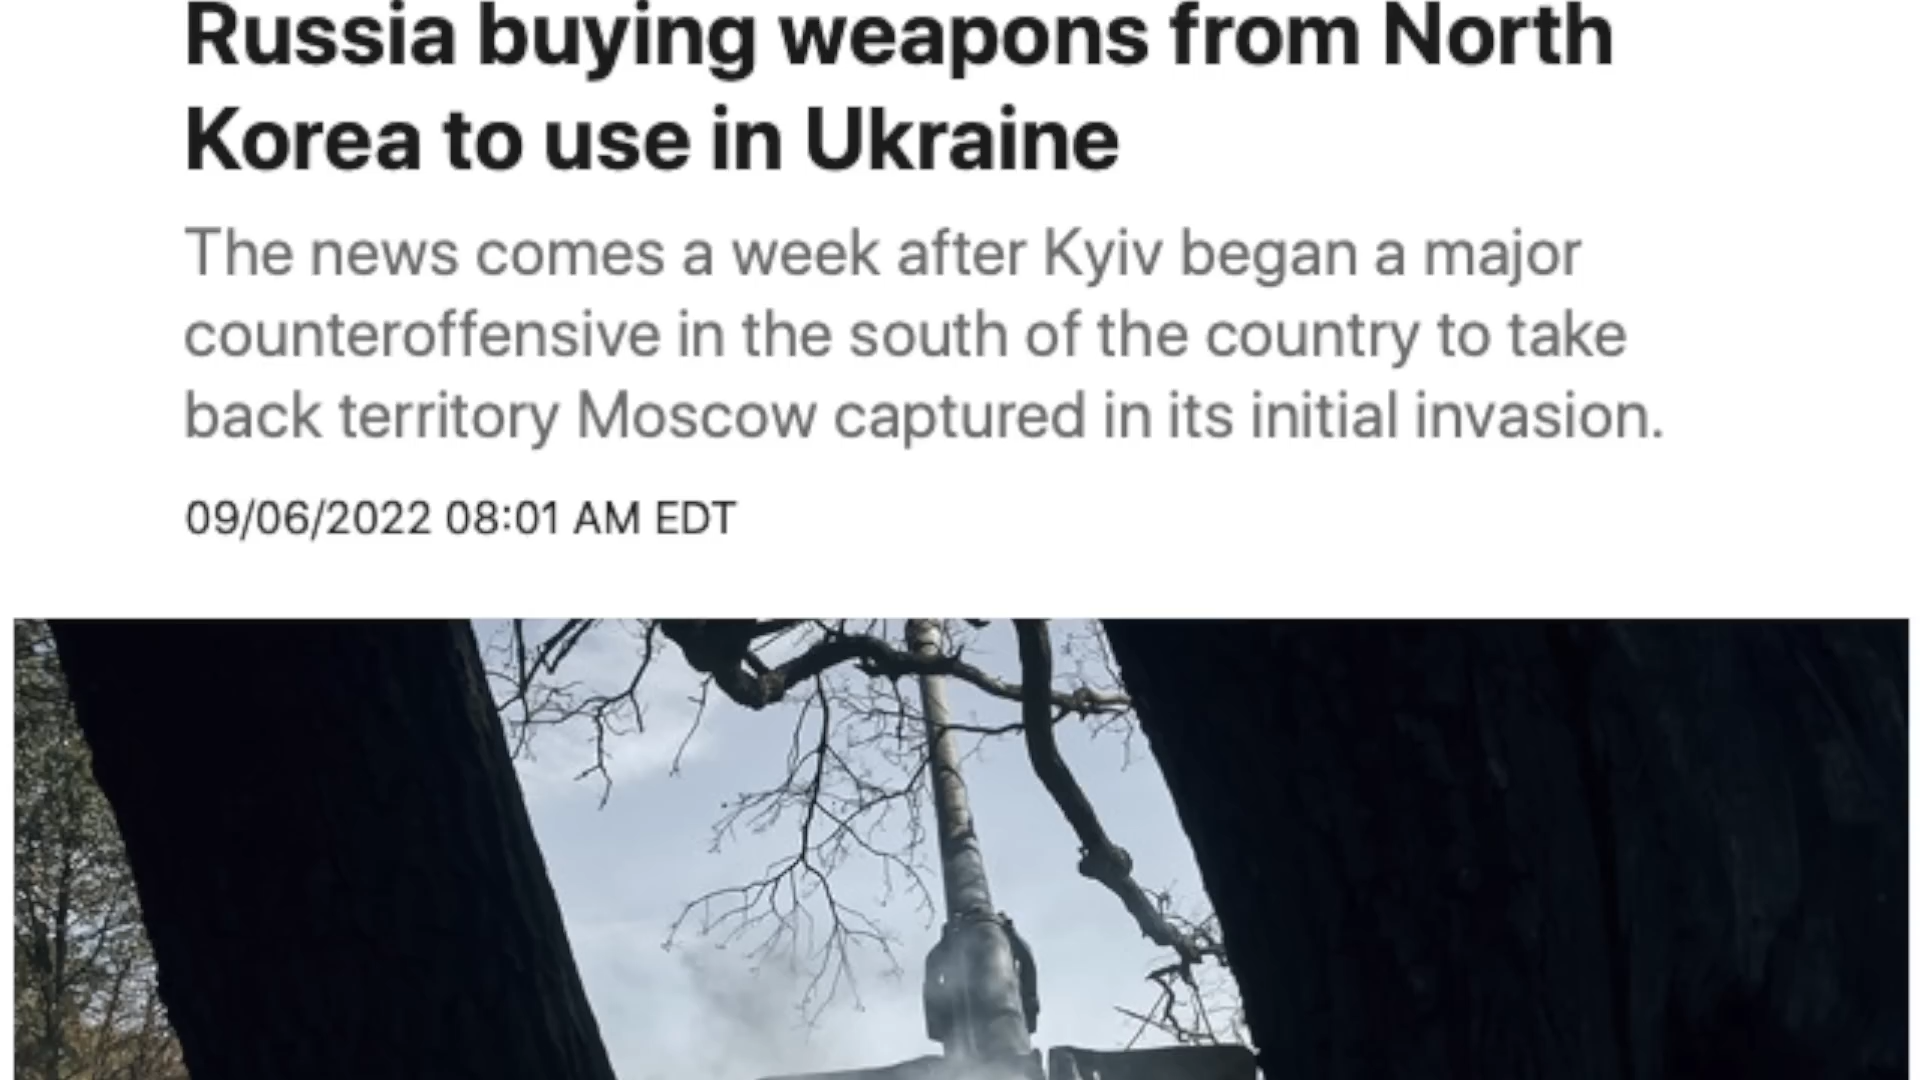 Russia buying weapons from North
Korea to use in Ukraine
The news comes a week after Kyiv began a major
counteroffensive in the south of the country to take
back territory Moscow captured in its initial invasion.
09/06/2022 08:01 AM EDT